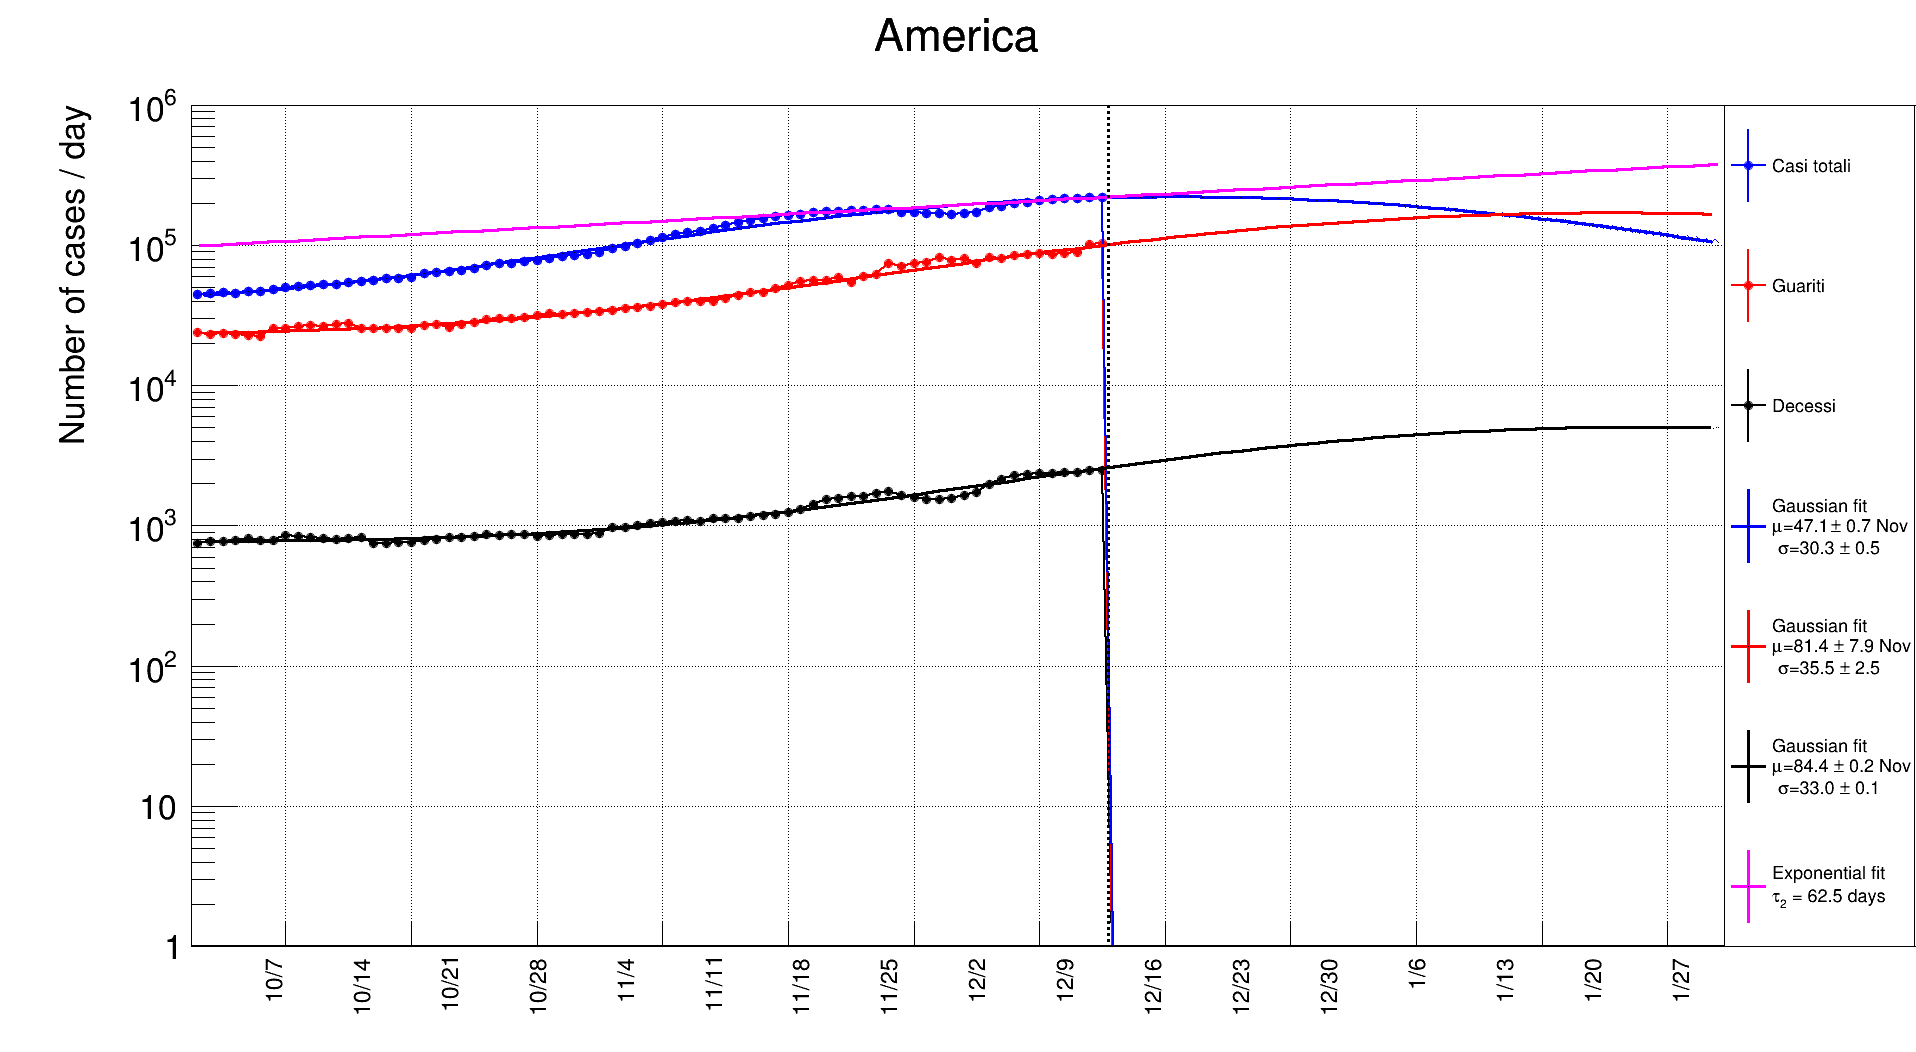 America
Number of cases / day
10^6
10^5
10^4
10^3
10^2
10
1
10/7
10/14
10/21
10/28
11/4
11/11
11/18
11/25
12/2
12/9
12/16
12/23
12/30
1/6
1/13
1/20
1/27
Casi totali
Guariti
Decessi
Gaussian fit
μ=47.1 ± 0.7 Nov
σ=30.3 ± 0.5
Gaussian fit
μ=81.4 ± 7.9 Nov
σ=35.5 ± 2.5
Gaussian fit
μ=84.4 ± 0.2 Nov
σ=33.0 ± 0.1
Exponential fit
τ₂ = 62.5 days